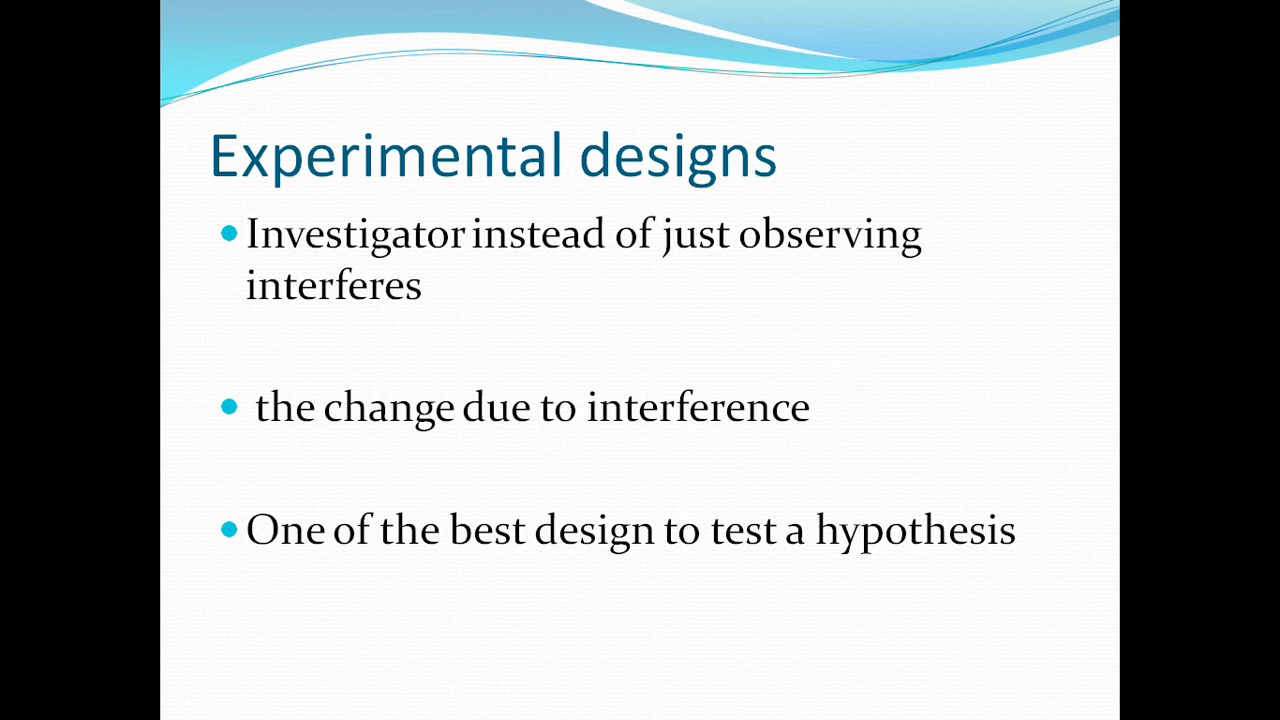 Experimental designs
Investigator instead of just observing
interferes
the change due to interference
One of the best design to test a hypothesis